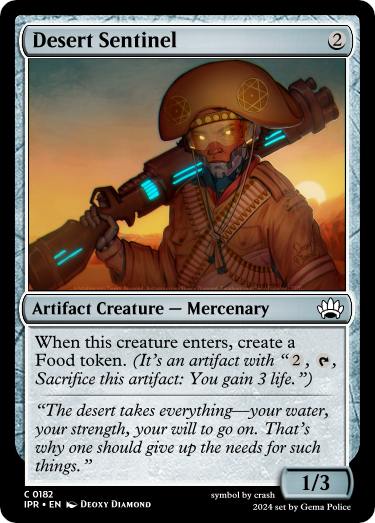 Desert Sentinel 2
Artifact Creature — Mercenary
When this creature enters, create a
Food token. (It's an artifact with “2, ,
Sacrifice this artifact: You gain 3 life.”)
“The desert takes everything—your water,
your strength, your will to go on. That's
why one should give up the needs for such
things.”
1/3
C 0182
IPR • EN Deoxy Diamond
symbol by crash
2024 set by Gema Police